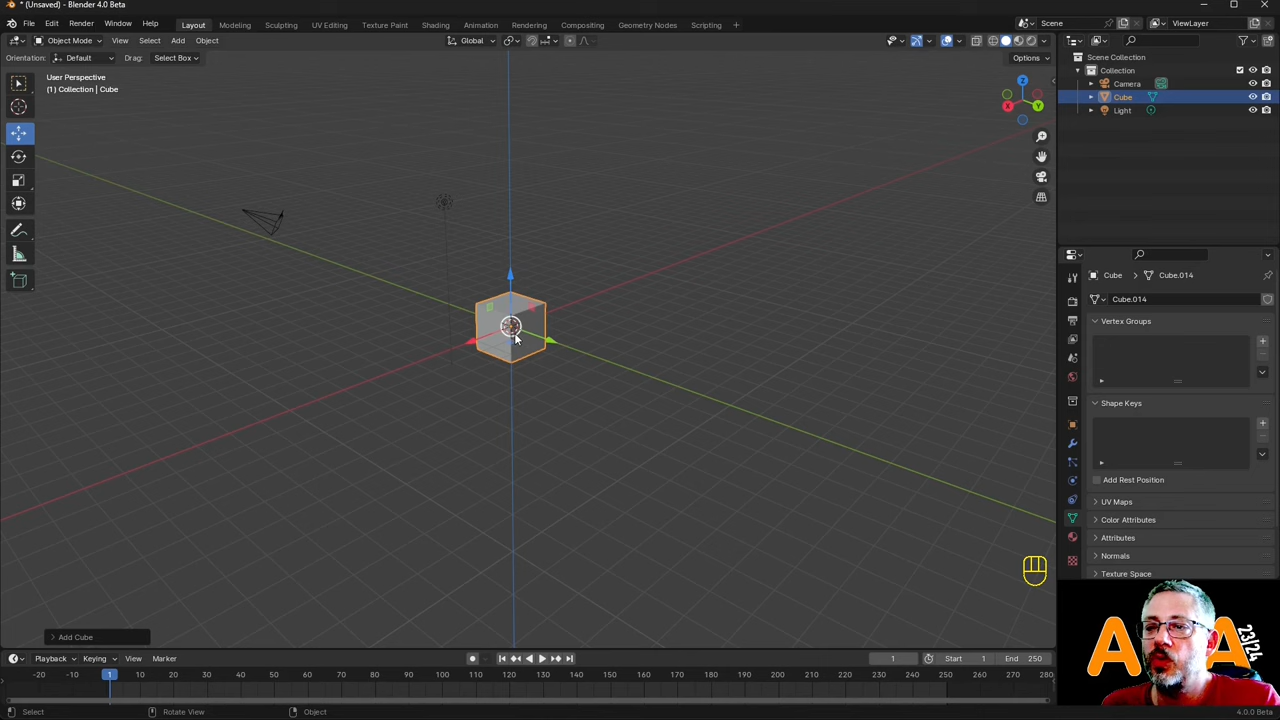 * (Unsaved) - Blender 4.0 Beta
File Edit Render Window Help Layout Modeling Sculpting UV Editing Texture Paint Shading Animation Rendering Compositing Geometry Nodes Scripting + Scene ViewLayer
Object Mode View Select Add Object Global
Orientation: Default Drag: Select Box Options
User Perspective
(1) Collection | Cube
Z
X
Y
Scene Collection
Collection
Camera
Cube
Light
Cube > Cube.014
Cube.014
Vertex Groups
Shape Keys
Add Rest Position
UV Maps
Color Attributes
Attributes
Normals
Texture Space
> Add Cube
Playback Keying View Marker 1 Start 1 End 250
-20 -10 1 10 20 30 40 50 60 70 80 90 100 110 120 130 140 150 160 170 180 190 200 210 220 230 240 250 260 270 280
Select Rotate View Object 4.0.0 Beta
A A
23/24